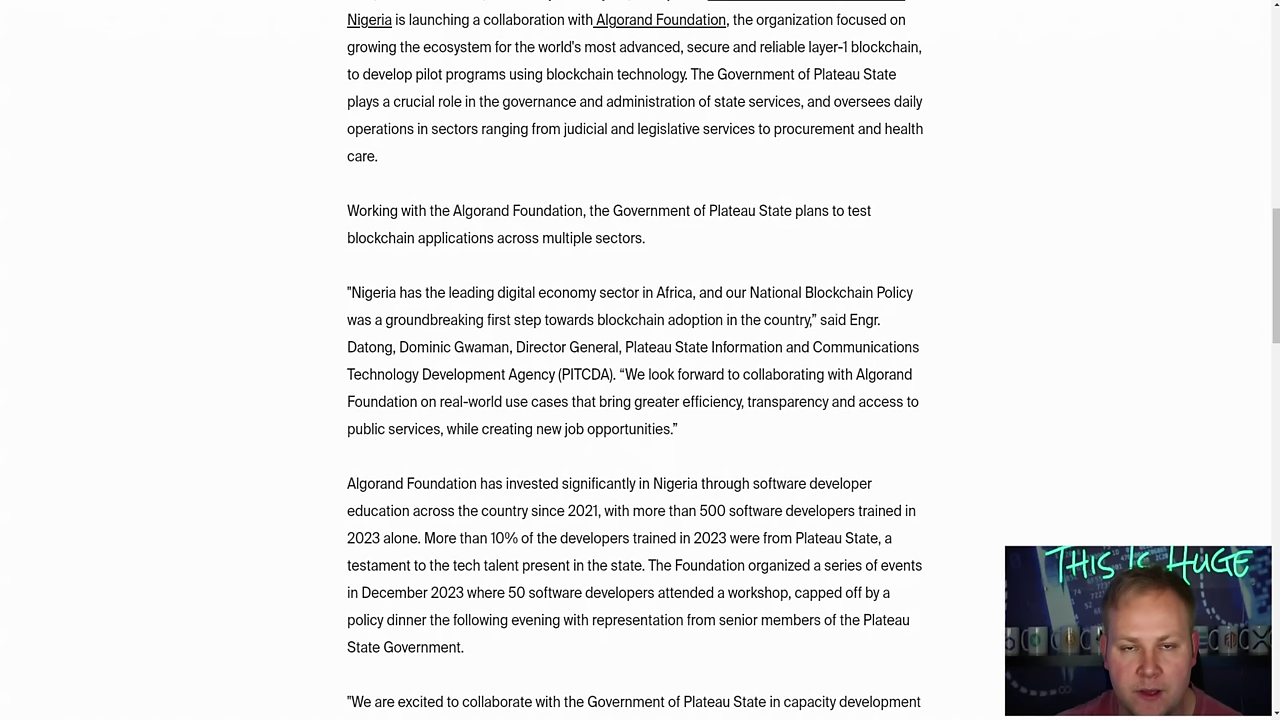 Nigeria is launching a collaboration with Algorand Foundation, the organization focused on
growing the ecosystem for the world's most advanced, secure and reliable layer-1 blockchain,
to develop pilot programs using blockchain technology. The Government of Plateau State
plays a crucial role in the governance and administration of state services, and oversees daily
operations in sectors ranging from judicial and legislative services to procurement and health
care.
Working with the Algorand Foundation, the Government of Plateau State plans to test
blockchain applications across multiple sectors.
"Nigeria has the leading digital economy sector in Africa, and our National Blockchain Policy
was a groundbreaking first step towards blockchain adoption in the country,” said Engr.
Datong, Dominic Gwaman, Director General, Plateau State Information and Communications
Technology Development Agency (PITCDA). “We look forward to collaborating with Algorand
Foundation on real-world use cases that bring greater efficiency, transparency and access to
public services, while creating new job opportunities.”
Algorand Foundation has invested significantly in Nigeria through software developer
education across the country since 2021, with more than 500 software developers trained in
2023 alone. More than 10% of the developers trained in 2023 were from Plateau State, a
testament to the tech talent present in the state. The Foundation organized a series of events
in December 2023 where 50 software developers attended a workshop, capped off by a
policy dinner the following evening with representation from senior members of the Plateau
State Government.
"We are excited to collaborate with the Government of Plateau State in capacity development
THIS IS HUGE